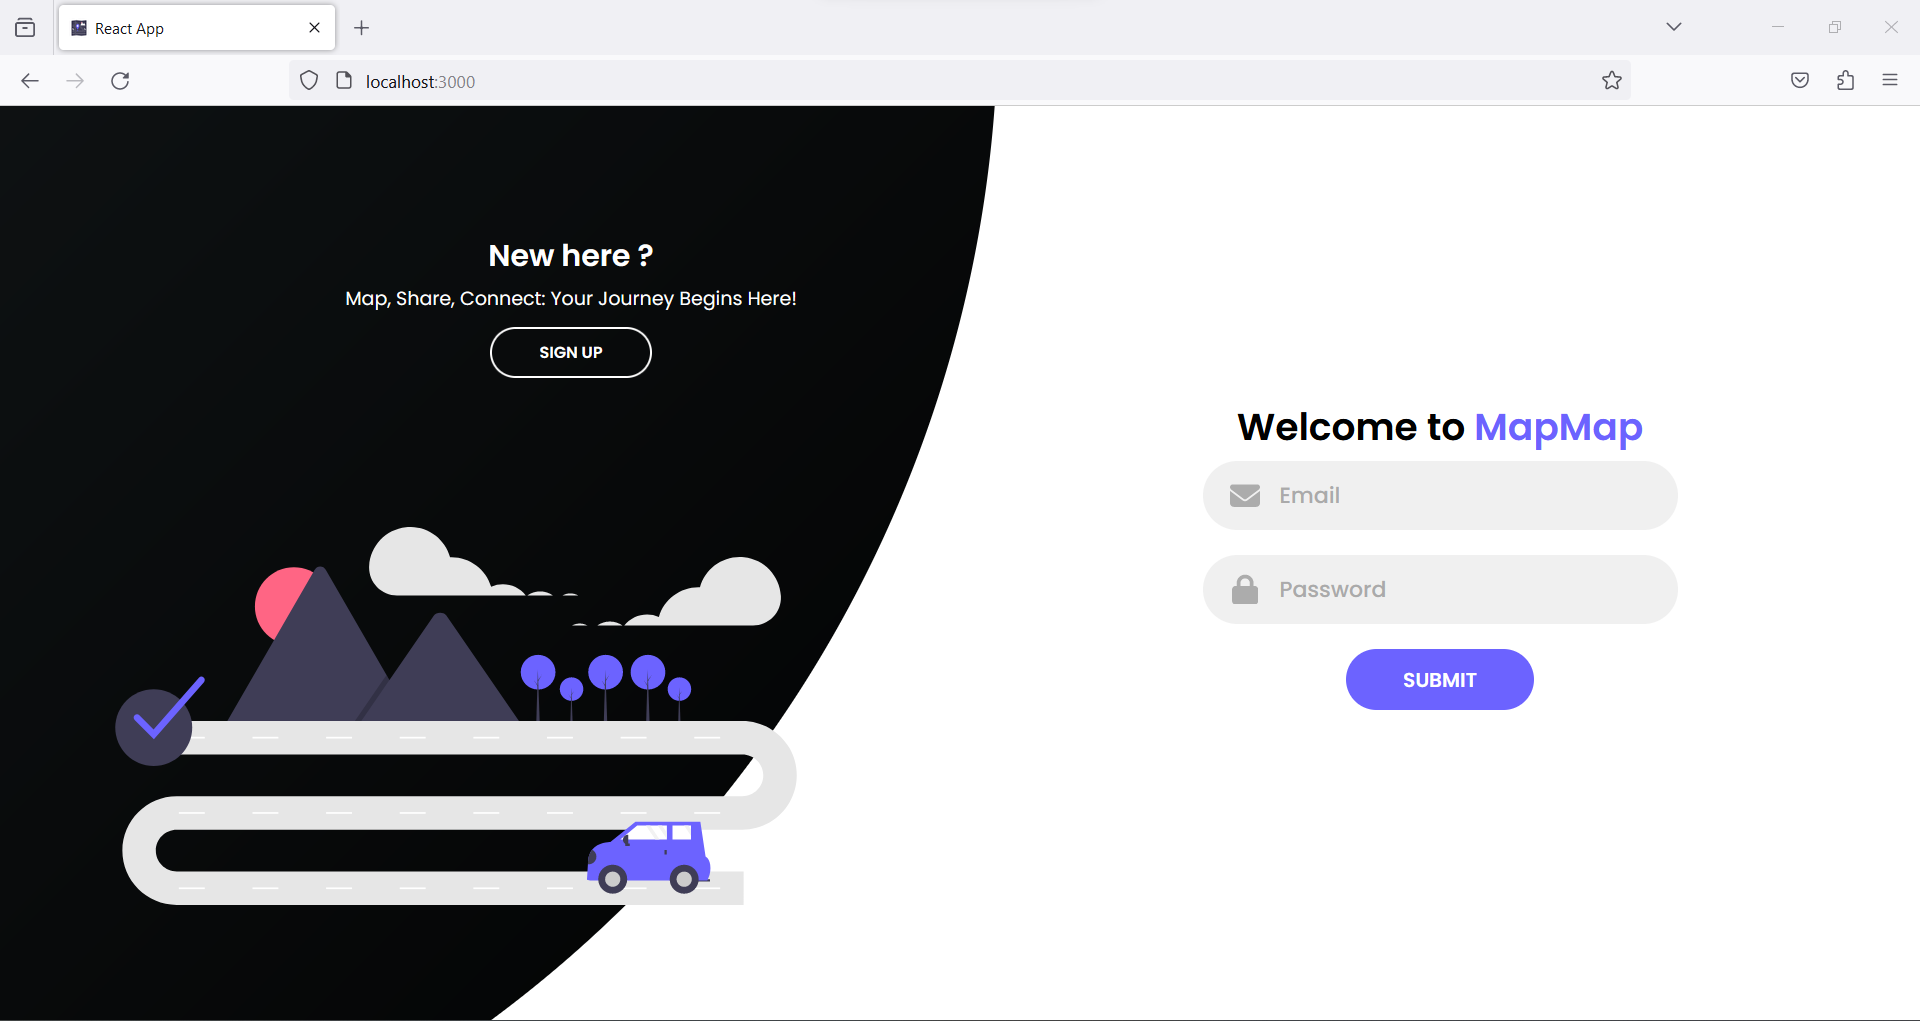 React App
localhost:3000
New here ?
Map, Share, Connect: Your Journey Begins Here!
SIGN UP
Welcome to MapMap
Email
Password
SUBMIT